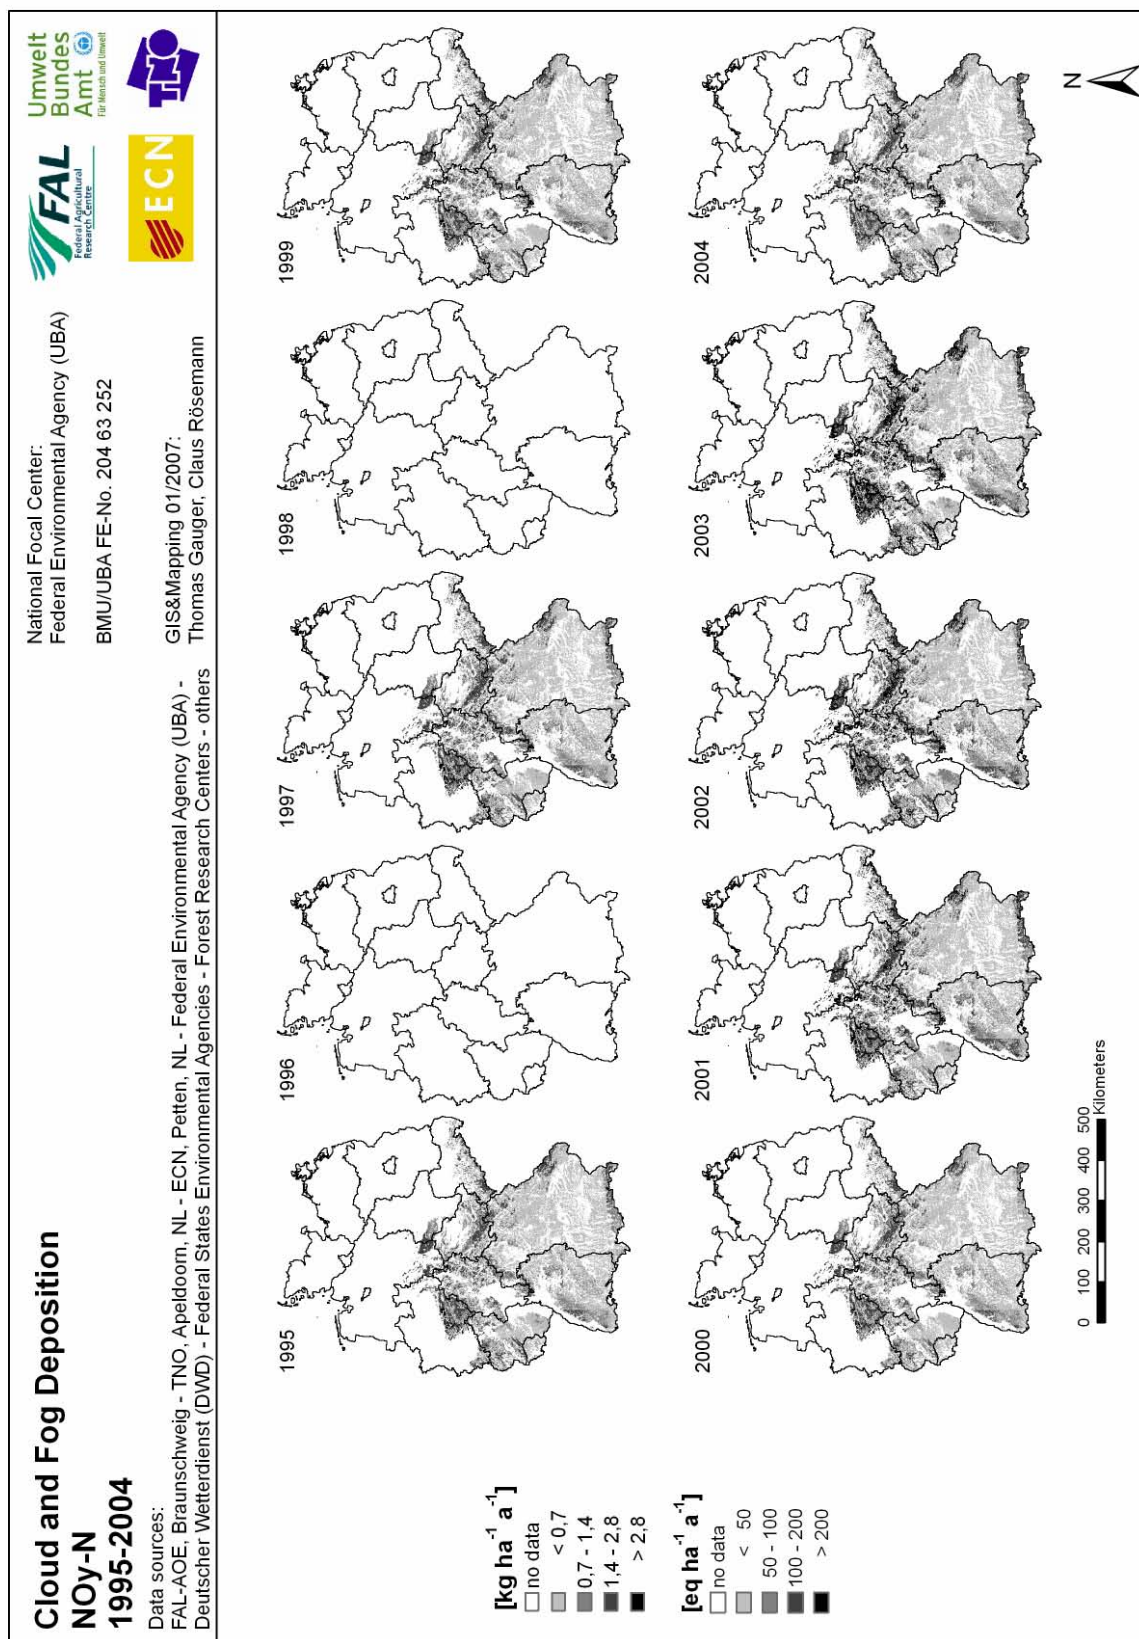 Cloud and Fog Deposition
NOy-N
1995-2004
Data sources:
FAL-AOE, Braunschweig - TNO, Apeldoorn, NL - ECN, Petten, NL - Federal Environmental Agency (UBA) -
Deutscher Wetterdienst (DWD) - Federal States Environmental Agencies - Forest Research Centers - others
National Focal Center:
Federal Environmental Agency (UBA)
BMU/UBA FE-No. 204 63 252
GIS&Mapping 01/2007:
Thomas Gauger, Claus Rösemann
FAL
Federal Agricultural
Research Centre
Umwelt
Bundes
Amt
Für Mensch und Umwelt
ECN
TNO
[kg ha⁻¹ a⁻¹]
no data
< 0,7
0,7 - 1,4
1,4 - 2,8
> 2,8
[eq ha⁻¹ a⁻¹]
no data
< 50
50 - 100
100 - 200
> 200
1995
1996
1997
1998
1999
2000
2001
2002
2003
2004
0 100 200 300 400 500
Kilometers
N